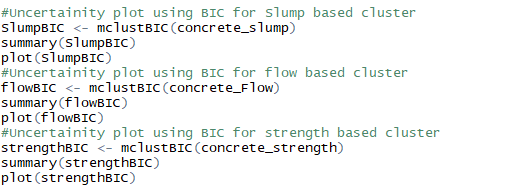 #Uncertainity plot using BIC for Slump based cluster
SlumpBIC <- mclustBIC(concrete_slump)
summary(SlumpBIC)
plot(SlumpBIC)
#Uncertainity plot using BIC for flow based cluster
flowBIC <- mclustBIC(concrete_Flow)
summary(flowBIC)
plot(flowBIC)
#Uncertainity plot using BIC for strength based cluster
strengthBIC <- mclustBIC(concrete_strength)
summary(strengthBIC)
plot(strengthBIC)